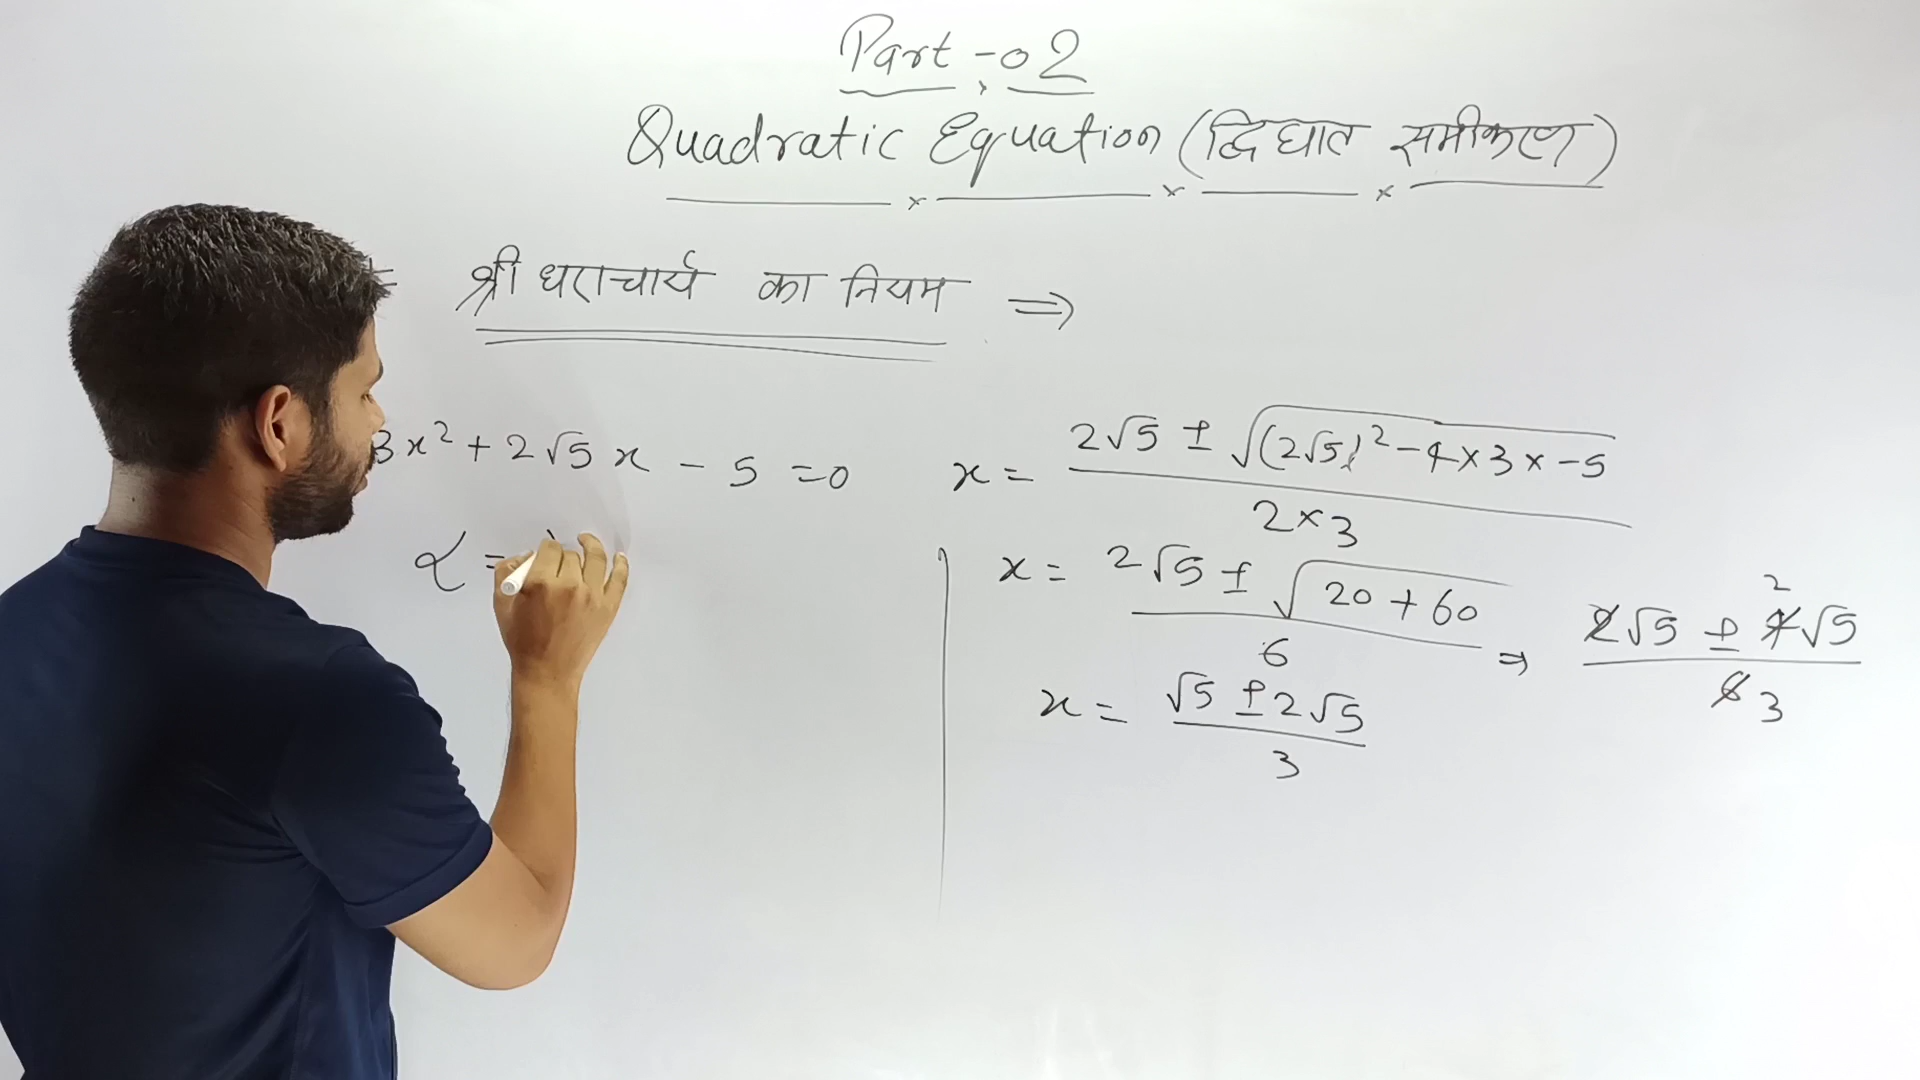 Part-02
Quadratic Equation (द्विघात समीकरण)
* श्री धराचार्य का नियम ⇒
3x² + 2√5 x - 5 = 0
α =
x = 2√5 ± √(2√5)² - 4×3×-5 / 2×3
x = 2√5 ± √20+60 / 6 ⇒ 2√5 ± 4√5 / 6 2 3
x = √5 ± 2√5 / 3